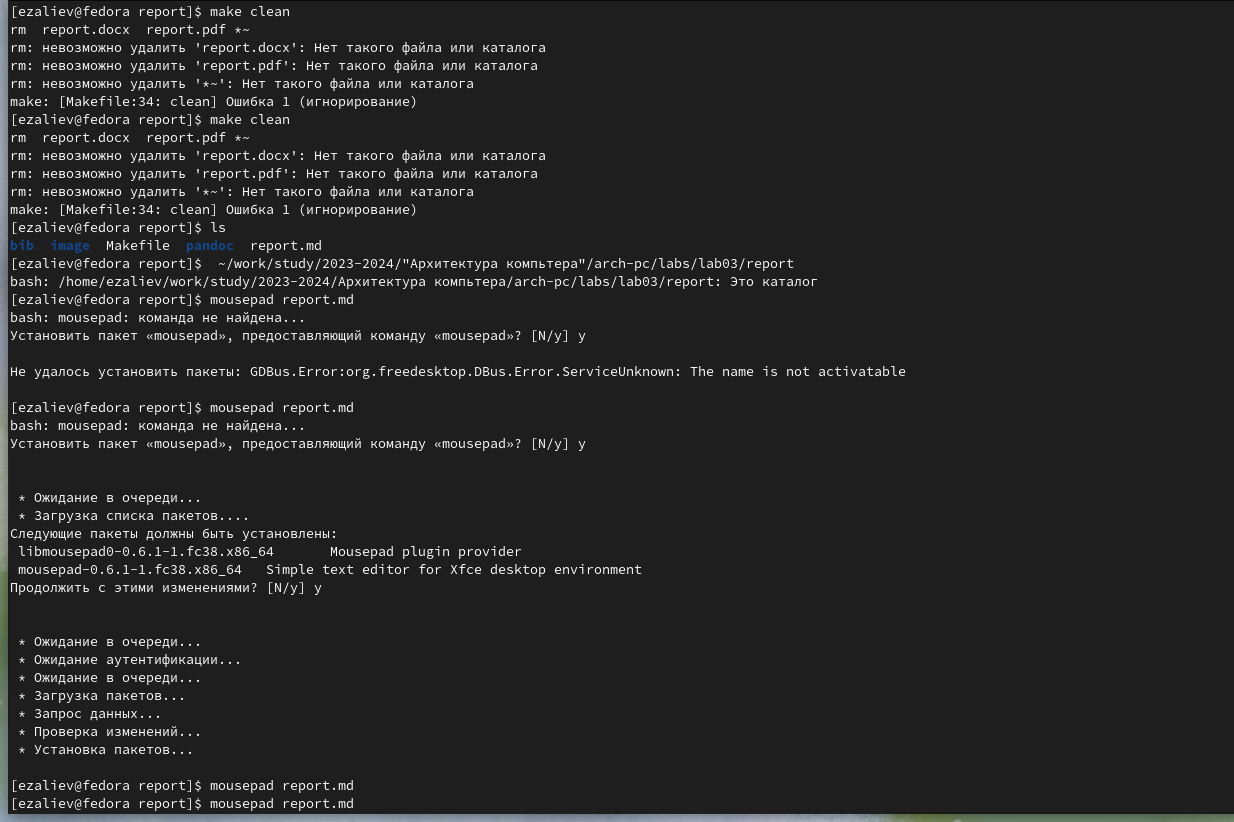 [ezaliev@fedora report]$ make clean
rm  report.docx  report.pdf *~
rm: невозможно удалить 'report.docx': Нет такого файла или каталога
rm: невозможно удалить 'report.pdf': Нет такого файла или каталога
rm: невозможно удалить '*~': Нет такого файла или каталога
make: [Makefile:34: clean] Ошибка 1 (игнорирование)
[ezaliev@fedora report]$ make clean
rm  report.docx  report.pdf *~
rm: невозможно удалить 'report.docx': Нет такого файла или каталога
rm: невозможно удалить 'report.pdf': Нет такого файла или каталога
rm: невозможно удалить '*~': Нет такого файла или каталога
make: [Makefile:34: clean] Ошибка 1 (игнорирование)
[ezaliev@fedora report]$ ls
bib  image  Makefile  pandoc  report.md
[ezaliev@fedora report]$  ~/work/study/2023-2024/"Архитектура компьтера"/arch-pc/labs/lab03/report
bash: /home/ezaliev/work/study/2023-2024/Архитектура компьтера/arch-pc/labs/lab03/report: Это каталог
[ezaliev@fedora report]$ mousepad report.md
bash: mousepad: команда не найдена...
Установить пакет «mousepad», предоставляющий команду «mousepad»? [N/y] y
Не удалось установить пакеты: GDBus.Error:org.freedesktop.DBus.Error.ServiceUnknown: The name is not activatable
[ezaliev@fedora report]$ mousepad report.md
bash: mousepad: команда не найдена...
Установить пакет «mousepad», предоставляющий команду «mousepad»? [N/y] y
 * Ожидание в очереди...
 * Загрузка списка пакетов....
Следующие пакеты должны быть установлены:
 libmousepad0-0.6.1-1.fc38.x86_64       Mousepad plugin provider
 mousepad-0.6.1-1.fc38.x86_64   Simple text editor for Xfce desktop environment
Продолжить с этими изменениями? [N/y] y
 * Ожидание в очереди...
 * Ожидание аутентификации...
 * Ожидание в очереди...
 * Загрузка пакетов...
 * Запрос данных...
 * Проверка изменений...
 * Установка пакетов...
[ezaliev@fedora report]$ mousepad report.md
[ezaliev@fedora report]$ mousepad report.md